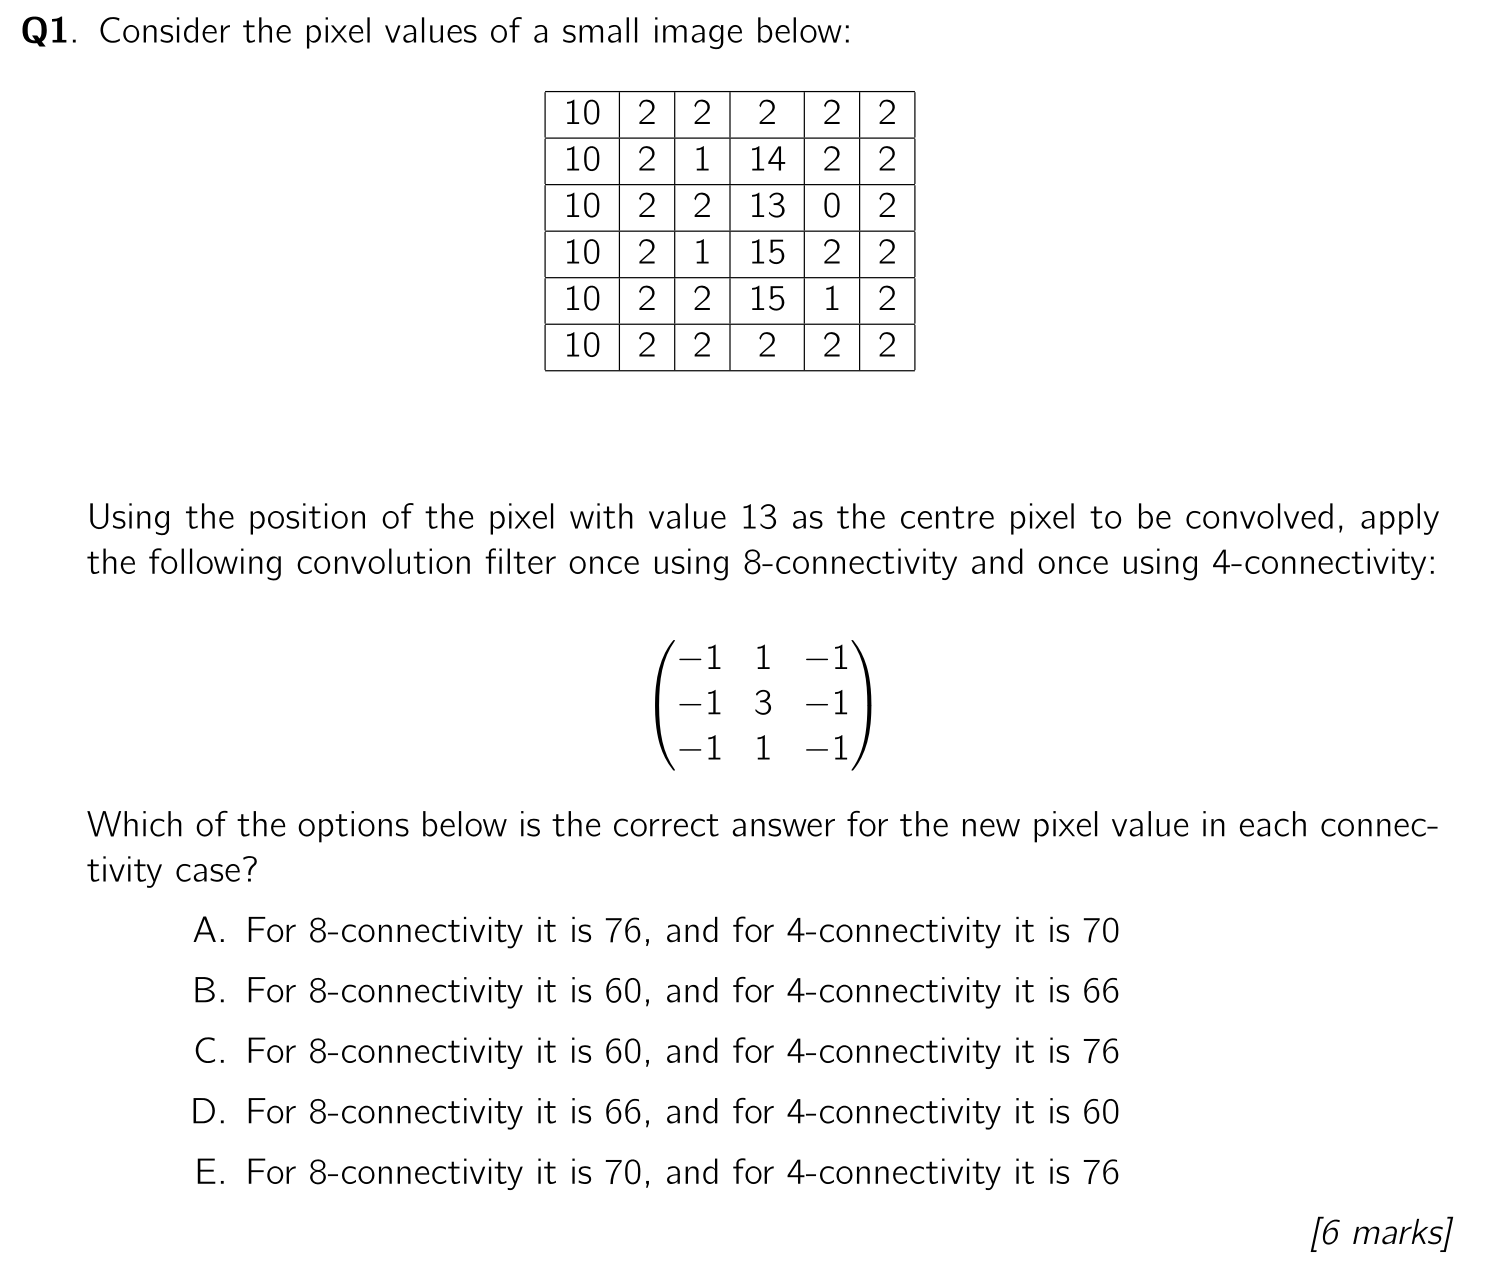 Q1. Consider the pixel values of a small image below:
10 2 2 2 2 2
10 2 1 14 2 2
10 2 2 13 0 2
10 2 1 15 2 2
10 2 2 15 1 2
10 2 2 2 2 2
Using the position of the pixel with value 13 as the centre pixel to be convolved, apply
the following convolution filter once using 8-connectivity and once using 4-connectivity:
−1 1 −1
−1 3 −1
−1 1 −1
Which of the options below is the correct answer for the new pixel value in each connec-
tivity case?
A. For 8-connectivity it is 76, and for 4-connectivity it is 70
B. For 8-connectivity it is 60, and for 4-connectivity it is 66
C. For 8-connectivity it is 60, and for 4-connectivity it is 76
D. For 8-connectivity it is 66, and for 4-connectivity it is 60
E. For 8-connectivity it is 70, and for 4-connectivity it is 76
[6 marks]